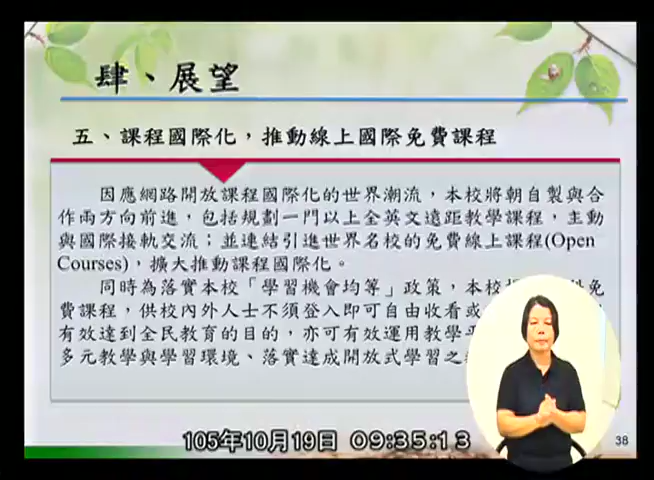 肆、展望
五、課程國際化，推動線上國際免費課程
因應網路開放課程國際化的世界潮流，本校將朝自製與合
作兩方向前進，包括規劃一門以上全英文遠距教學課程，主動
與國際接軌交流；並連結引進世界名校的免費線上課程(Open
Courses)，擴大推動課程國際化。
同時為落實本校「學習機會均等」政策，本校
免
費課程，供校內外人士不須登入即可自由收看或
有效達到全民教育的目的，亦可有效運用教學
多元教學與學習環境、落實達成開放式學習之
105年10月19日 09:35:13
38